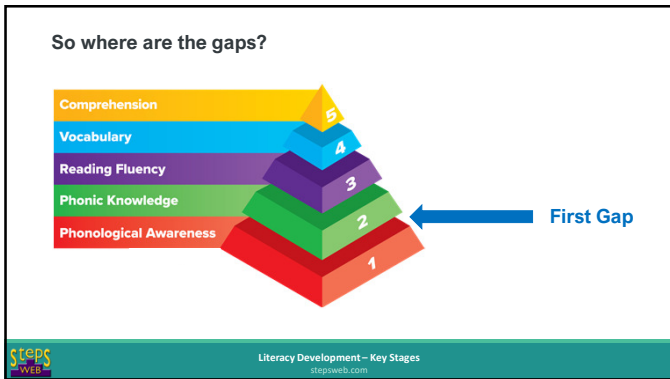 So where are the gaps?
Comprehension
Vocabulary
Reading Fluency
Phonic Knowledge
Phonological Awareness
5
4
3
2
1
First Gap
StepS
WEB
Literacy Development – Key Stages
stepsweb.com